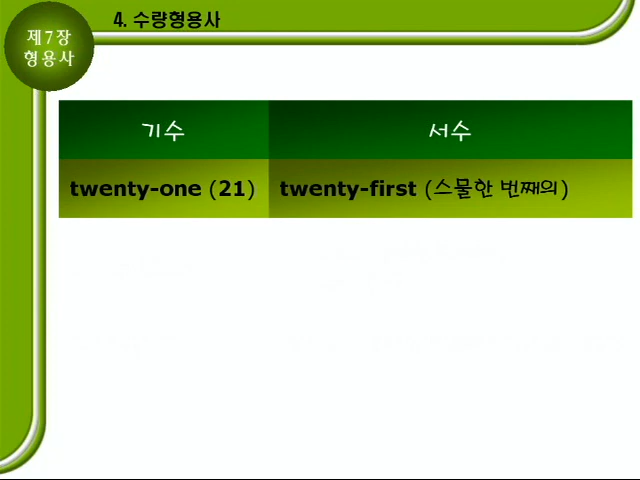 4. 수량형용사
제7장
형용사
기수 서수
twenty-one (21) twenty-first (스물한 번째의)